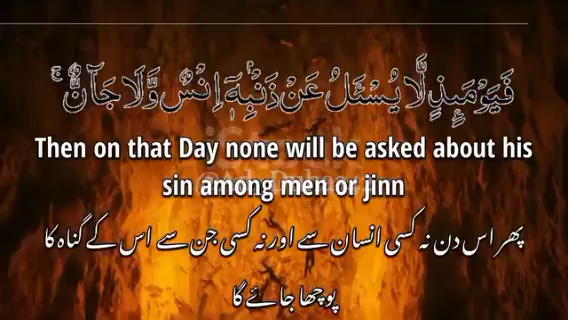 فَيَوْمَئِذٍ لَّا يُسْـَٔلُ عَنْ ذَنْۢبِهٖۤ اِنْسٌ وَّلَا جَآنٌّ ۚ
Then on that Day none will be asked about his
sin among men or jinn
پھر اس دن نہ کسی انسان سے اور نہ کسی جن سے اس کے گناہ کا
پوچھا جائے گا